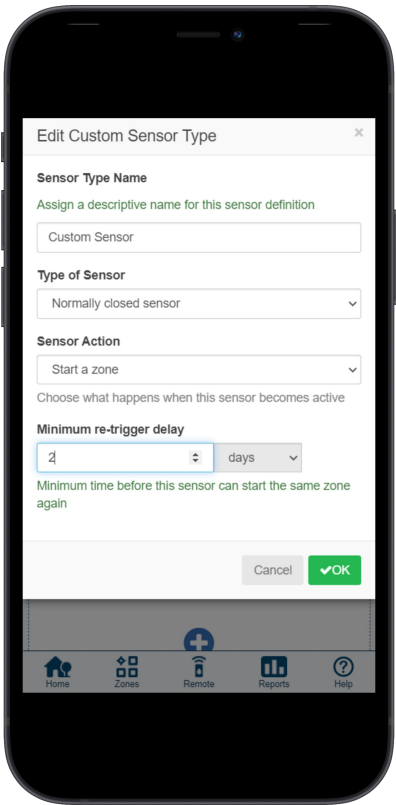 Edit Custom Sensor Type
×
Sensor Type Name
Assign a descriptive name for this sensor definition
Custom Sensor
Type of Sensor
Normally closed sensor
Sensor Action
Start a zone
Choose what happens when this sensor becomes active
Minimum re-trigger delay
2 days
Minimum time before this sensor can start the same zone
again
Cancel ✔OK
Home Zones Remote Reports Help